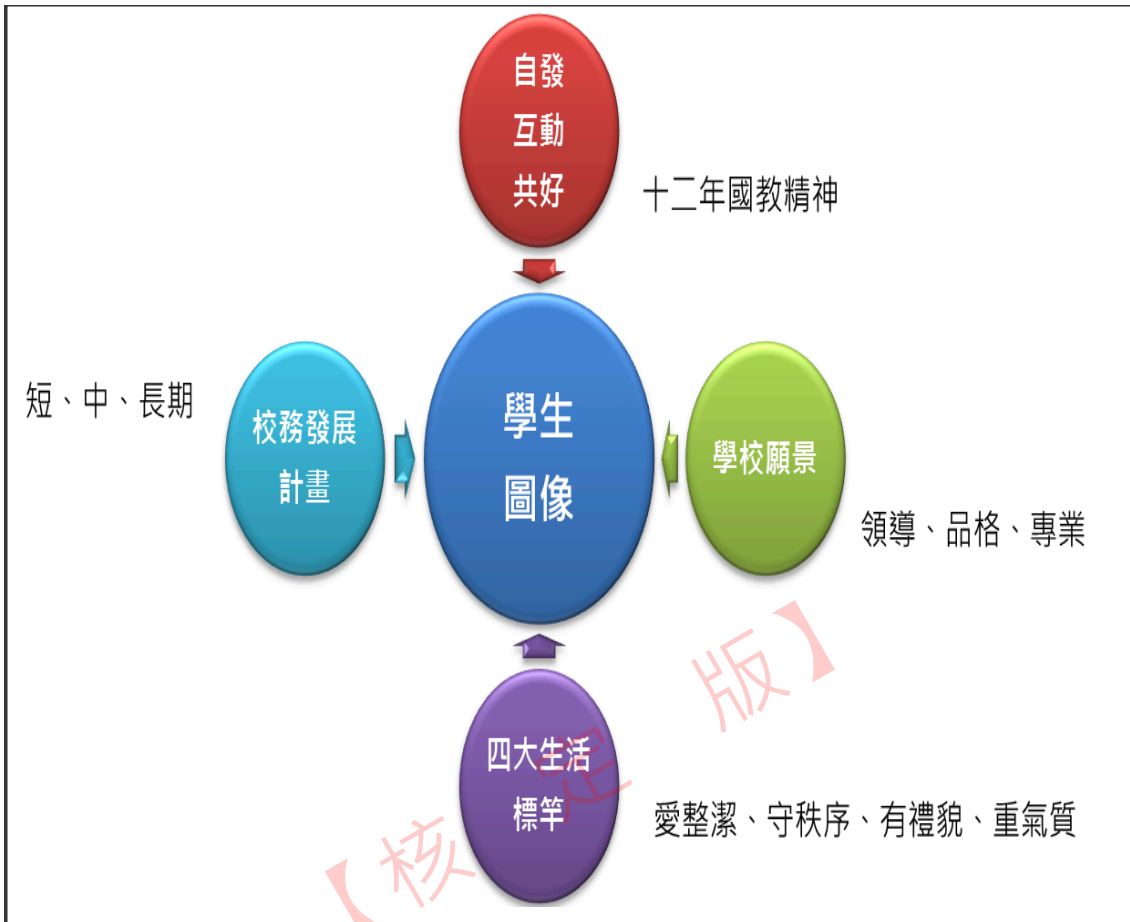 自發
互動
共好
十二年國教精神
短、中、長期
校務發展
計畫
學生
圖像
學校願景
領導、品格、專業
四大生活
標竿
愛整潔、守秩序、有禮貌、重氣質
【核定版】